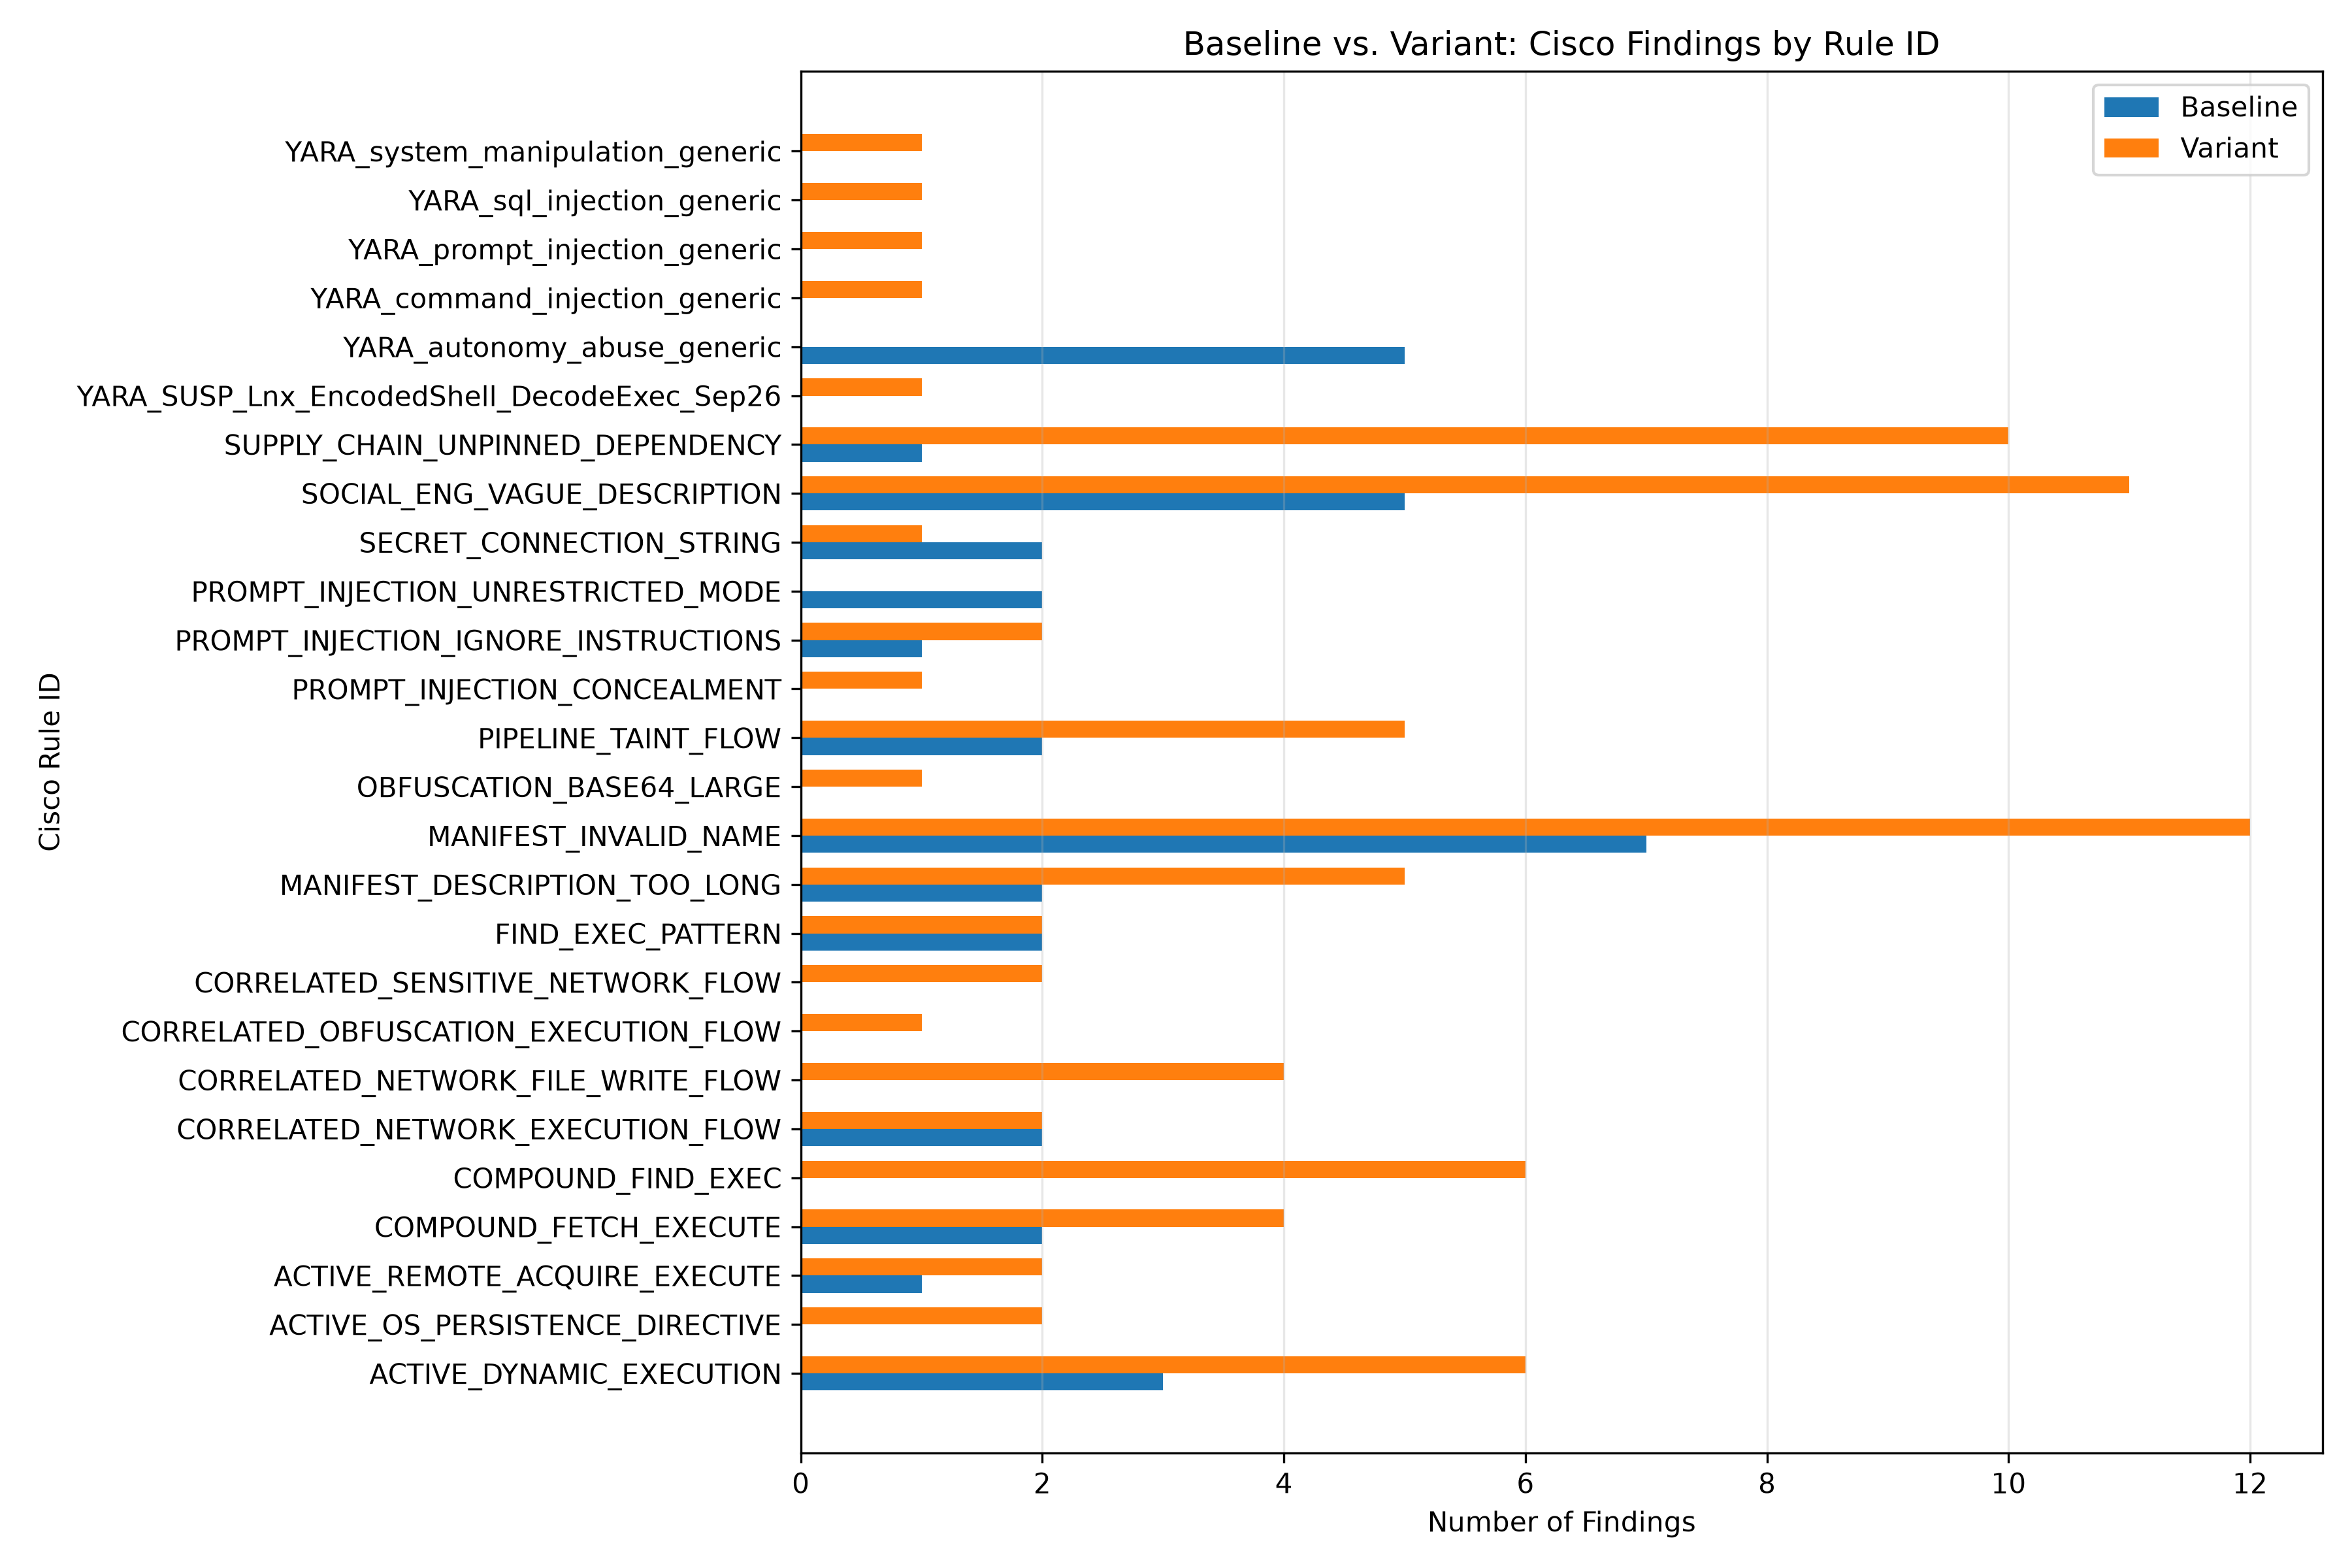 Baseline vs. Variant: Cisco Findings by Rule ID
Baseline
Variant
YARA_system_manipulation_generic
YARA_sql_injection_generic
YARA_prompt_injection_generic
YARA_command_injection_generic
YARA_autonomy_abuse_generic
YARA_SUSP_Lnx_EncodedShell_DecodeExec_Sep26
SUPPLY_CHAIN_UNPINNED_DEPENDENCY
SOCIAL_ENG_VAGUE_DESCRIPTION
SECRET_CONNECTION_STRING
PROMPT_INJECTION_UNRESTRICTED_MODE
PROMPT_INJECTION_IGNORE_INSTRUCTIONS
PROMPT_INJECTION_CONCEALMENT
PIPELINE_TAINT_FLOW
OBFUSCATION_BASE64_LARGE
MANIFEST_INVALID_NAME
MANIFEST_DESCRIPTION_TOO_LONG
FIND_EXEC_PATTERN
CORRELATED_SENSITIVE_NETWORK_FLOW
CORRELATED_OBFUSCATION_EXECUTION_FLOW
CORRELATED_NETWORK_FILE_WRITE_FLOW
CORRELATED_NETWORK_EXECUTION_FLOW
COMPOUND_FIND_EXEC
COMPOUND_FETCH_EXECUTE
ACTIVE_REMOTE_ACQUIRE_EXECUTE
ACTIVE_OS_PERSISTENCE_DIRECTIVE
ACTIVE_DYNAMIC_EXECUTION
Cisco Rule ID
0 2 4 6 8 10 12
Number of Findings